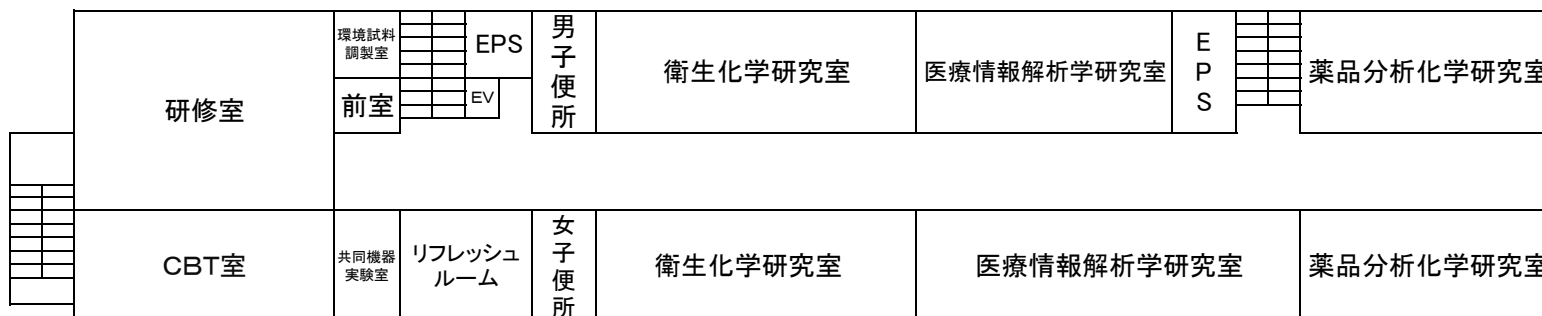 研修室
環境試料
調製室
前室
EPS
EV
男子便所
衛生化学研究室
医療情報解析学研究室
EPS
薬品分析化学研究室
CBT室
共同機器
実験室
リフレッシュ
ルーム
女子便所
衛生化学研究室
医療情報解析学研究室
薬品分析化学研究室